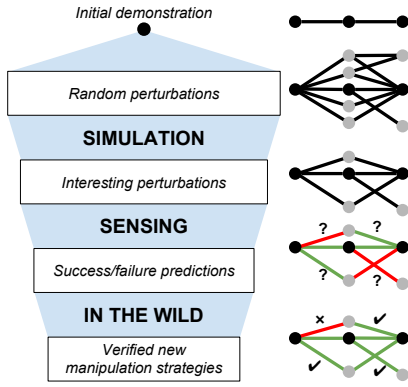 Initial demonstration
Random perturbations
SIMULATION
Interesting perturbations
SENSING
? ?
Success/failure predictions
? ?
IN THE WILD
× ✓
Verified new
manipulation strategies
✓ ✓